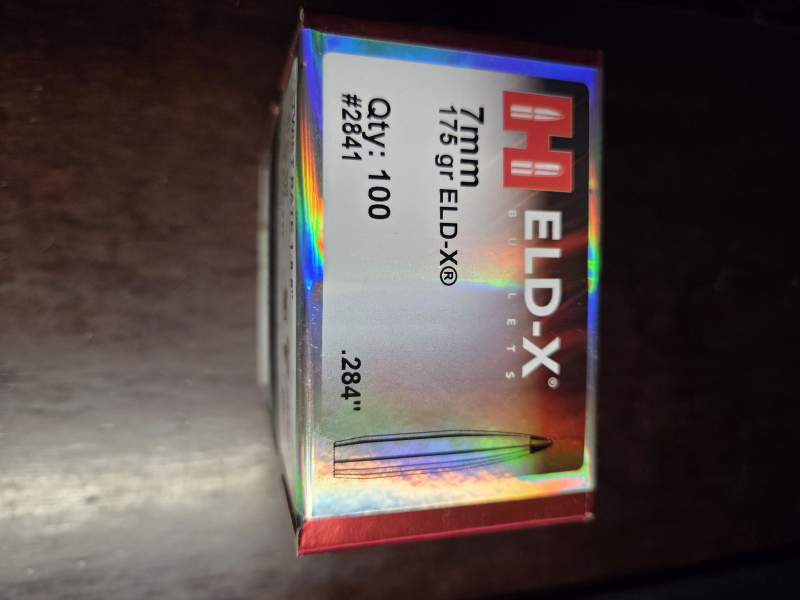 H ELD-X®
BULLETS
7mm
175 gr ELD-X®
Qty: 100
#2841
.284"